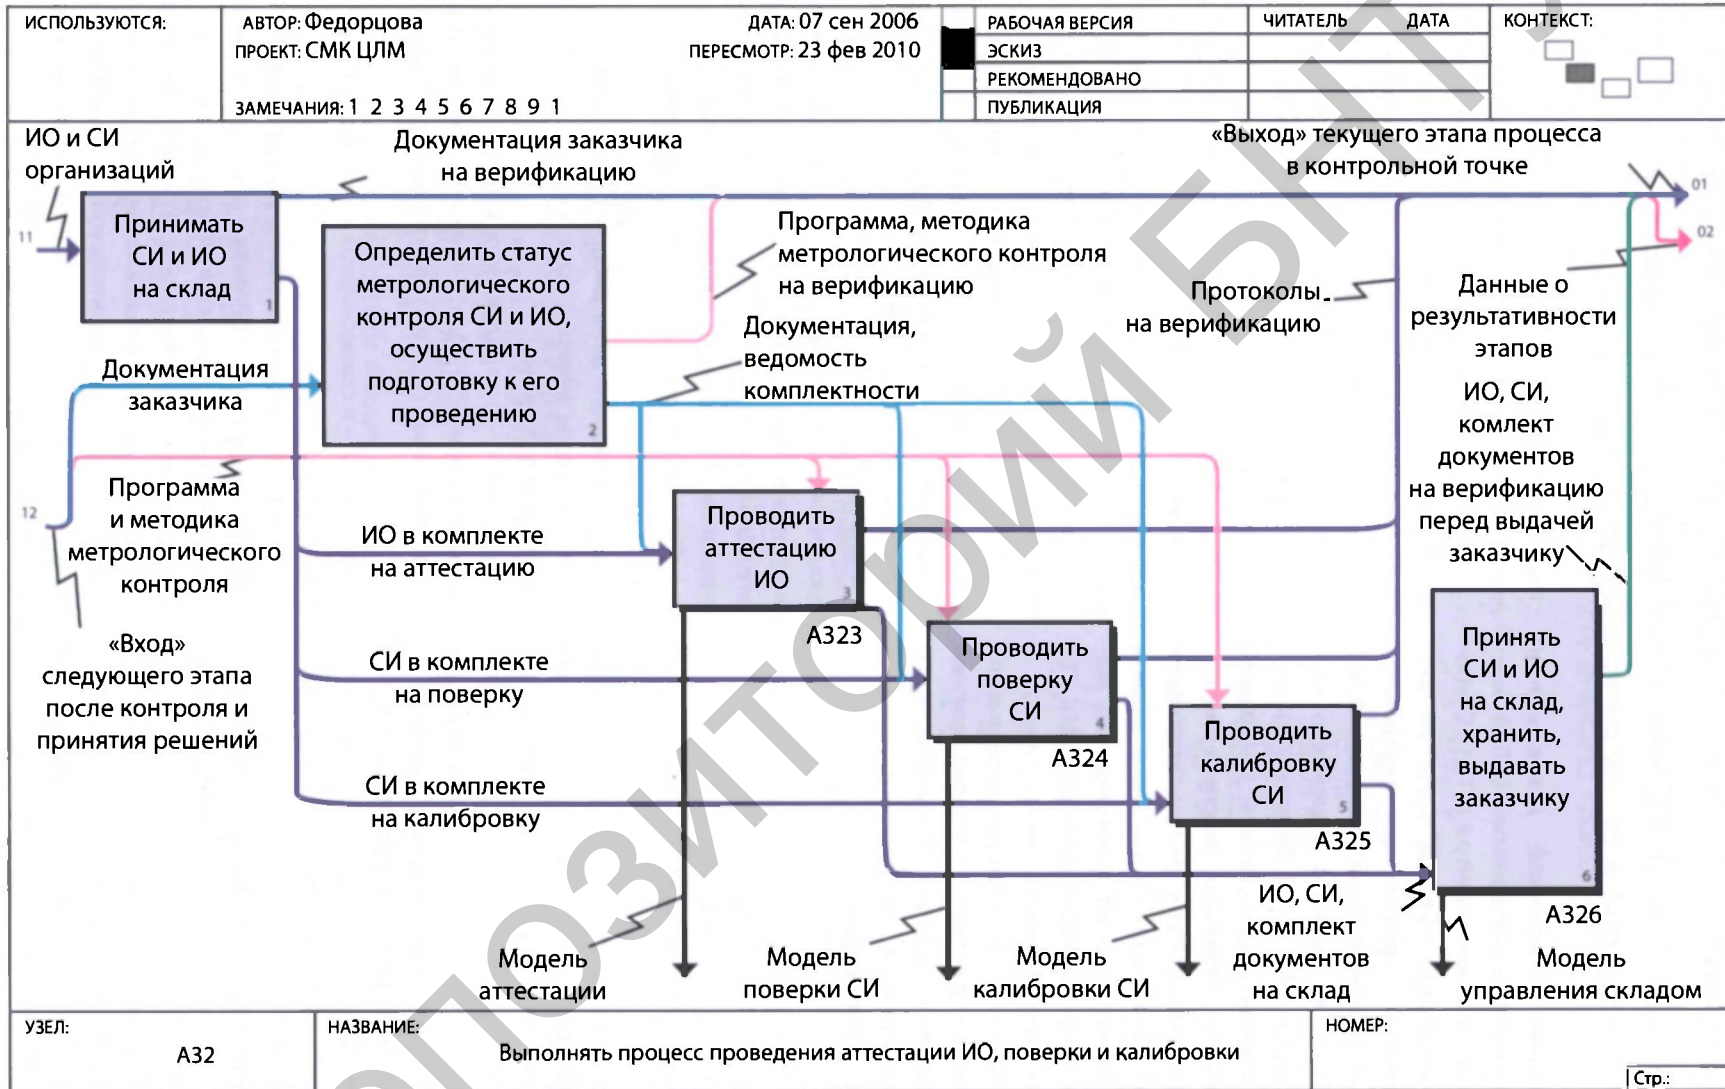 ИСПОЛЬЗУЮТСЯ:
АВТОР: Федорцова
ДАТА: 07 сен 2006
ПРОЕКТ: СМК ЦЛМ
ПЕРЕСМОТР: 23 фев 2010
ЗАМЕЧАНИЯ: 1 2 3 4 5 6 7 8 9 1
РАБОЧАЯ ВЕРСИЯ
ЭСКИЗ
РЕКОМЕНДОВАНО
ПУБЛИКАЦИЯ
ЧИТАТЕЛЬ
ДАТА
КОНТЕКСТ:
ИО и СИ
организаций
Документация заказчика
на верификацию
«Выход» текущего этапа процесса
в контрольной точке
01
02
11
Принимать
СИ и ИО
на склад
1
Определить статус
метрологического
контроля СИ и ИО,
осуществить
подготовку к его
проведению
2
Программа, методика
метрологического контроля
на верификацию
Документация,
ведомость
комплектности
Протоколы
на верификацию
Данные о
результативности
этапов
ИО, СИ,
комлект
документов
на верификацию
перед выдачей
заказчику
Документация
заказчика
12
Программа
и методика
метрологического
контроля
«Вход»
следующего этапа
после контроля и
принятия решений
ИО в комплекте
на аттестацию
СИ в комплекте
на поверку
СИ в комплекте
на калибровку
Проводить
аттестацию
ИО
3
А323
Проводить
поверку
СИ
4
А324
Проводить
калибровку
СИ
5
А325
Принять
СИ и ИО
на склад,
хранить,
выдавать
заказчику
6
А326
Модель
аттестации
Модель
поверки СИ
Модель
калибровки СИ
ИО, СИ,
комплект
документов
на склад
Модель
управления складом
УЗЕЛ:
А32
НАЗВАНИЕ:
Выполнять процесс проведения аттестации ИО, поверки и калибровки
НОМЕР:
Стр.: